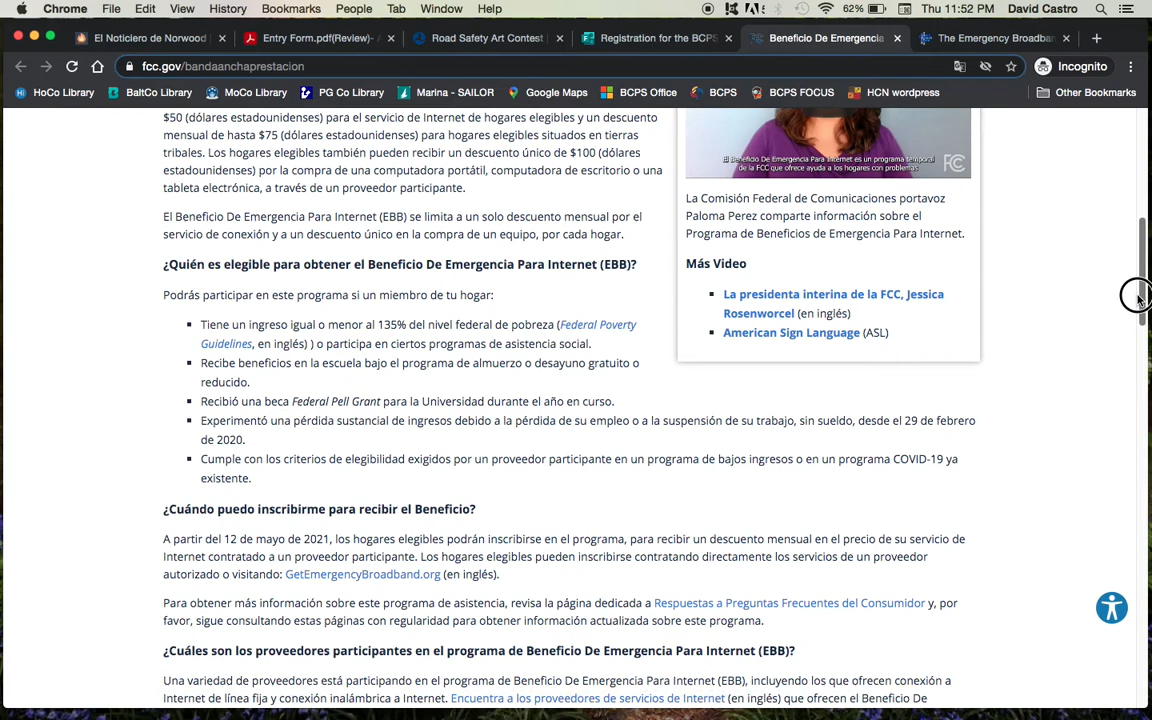 Chrome File Edit View History Bookmarks People Tab Window Help 62% Thu 11:52 PM David Castro
El Noticiero de Norwood × Entry Form.pdf(Review)- × Road Safety Art Contest × Registration for the BCPS × Beneficio De Emergencia × The Emergency Broadban × +
fcc.gov/bandaanchaprestacion Incognito
HoCo Library BaltCo Library MoCo Library PG Co Library Marina - SAILOR Google Maps BCPS Office BCPS BCPS FOCUS HCN wordpress Other Bookmarks
$50 (dólares estadounidenses) para el servicio de Internet de hogares elegibles y un descuento
mensual de hasta $75 (dólares estadounidenses) para hogares elegibles situados en tierras
tribales. Los hogares elegibles también pueden recibir un descuento único de $100 (dólares
estadounidenses) por la compra de una computadora portátil, computadora de escritorio o una
tableta electrónica, a través de un proveedor participante.
El Beneficio De Emergencia Para Internet (EBB) se limita a un solo descuento mensual por el
servicio de conexión y a un descuento único en la compra de un equipo, por cada hogar.
¿Quién es elegible para obtener el Beneficio De Emergencia Para Internet (EBB)?
Podrás participar en este programa si un miembro de tu hogar:
Tiene un ingreso igual o menor al 135% del nivel federal de pobreza (Federal Poverty
Guidelines, en inglés) ) o participa en ciertos programas de asistencia social.
Recibe beneficios en la escuela bajo el programa de almuerzo o desayuno gratuito o
reducido.
Recibió una beca Federal Pell Grant para la Universidad durante el año en curso.
Experimentó una pérdida sustancial de ingresos debido a la pérdida de su empleo o a la suspensión de su trabajo, sin sueldo, desde el 29 de febrero
de 2020.
Cumple con los criterios de elegibilidad exigidos por un proveedor participante en un programa de bajos ingresos o en un programa COVID-19 ya
existente.
El Beneficio De Emergencia Para Internet es un programa temporal
de la FCC que ofrece ayuda a los hogares con problemas
FCC
La Comisión Federal de Comunicaciones portavoz
Paloma Perez comparte información sobre el
Programa de Beneficios de Emergencia Para Internet.
Más Video
La presidenta interina de la FCC, Jessica
Rosenworcel (en inglés)
American Sign Language (ASL)
¿Cuándo puedo inscribirme para recibir el Beneficio?
A partir del 12 de mayo de 2021, los hogares elegibles podrán inscribirse en el programa, para recibir un descuento mensual en el precio de su servicio de
Internet contratado a un proveedor participante. Los hogares elegibles pueden inscribirse contratando directamente los servicios de un proveedor
autorizado o visitando: GetEmergencyBroadband.org (en inglés).
Para obtener más información sobre este programa de asistencia, revisa la página dedicada a Respuestas a Preguntas Frecuentes del Consumidor y, por
favor, sigue consultando estas páginas con regularidad para obtener información actualizada sobre este programa.
¿Cuáles son los proveedores participantes en el programa de Beneficio De Emergencia Para Internet (EBB)?
Una variedad de proveedores está participando en el programa de Beneficio De Emergencia Para Internet (EBB), incluyendo los que ofrecen conexión a
Internet de línea fija y conexión inalámbrica a Internet. Encuentra a los proveedores de servicios de Internet (en inglés) que ofrecen el Beneficio De